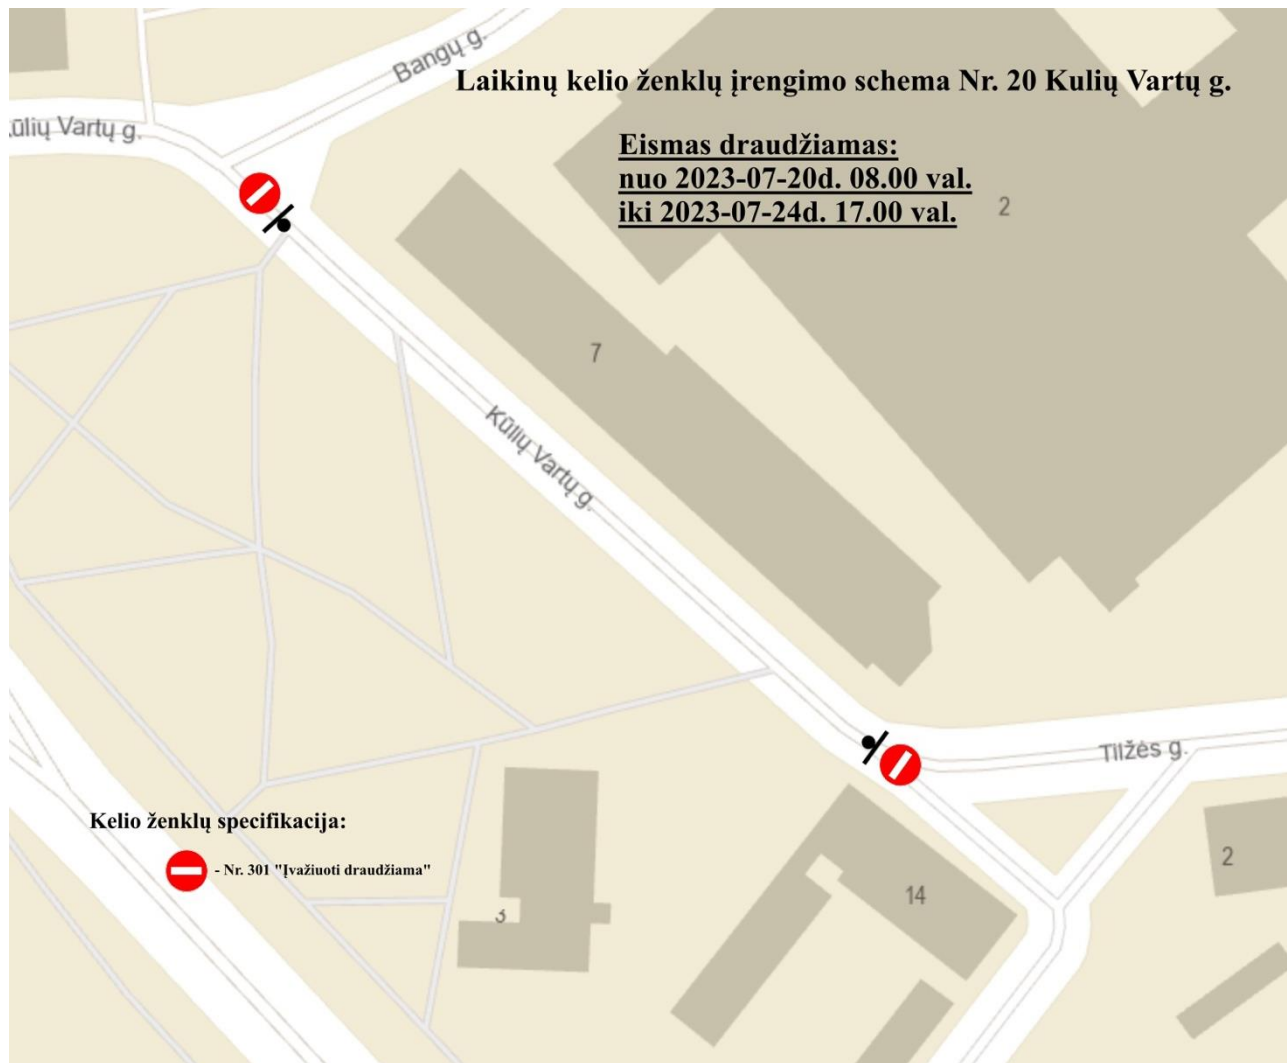 Bangų g.
Laikinų kelio ženklų įrengimo schema Nr. 20 Kulių Vartų g.
ūlių Vartų g.
Eismas draudžiamas:
nuo 2023-07-20d. 08.00 val.
iki 2023-07-24d. 17.00 val.
2
7
Kūlių Vartų g.
Tilžės g.
Kelio ženklų specifikacija:
- Nr. 301 "Įvažiuoti draudžiama"
2
14
3